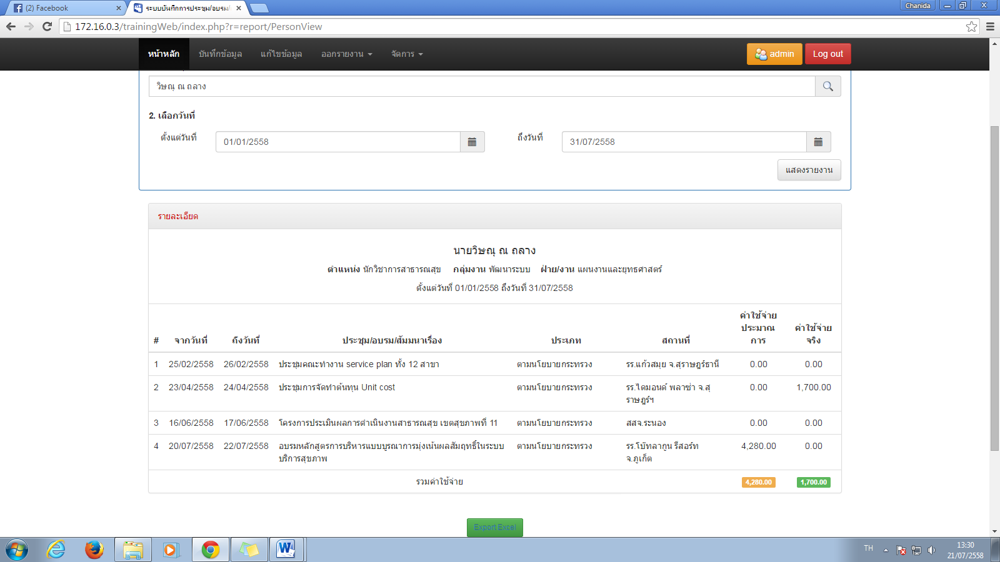 (2) Facebook
ระบบบันทึกการประชุม/อบรม/
Chanida
172.16.0.3/trainingWeb/index.php?r=report/PersonView
หน้าหลัก บันทึกข้อมูล แก้ไขข้อมูล ออกรายงาน จัดการ admin Log out
วิษณุ ณ ถลาง
2. เลือกวันที่
ตั้งแต่วันที่ 01/01/2558 ถึงวันที่ 31/07/2558
แสดงรายงาน
รายละเอียด
นายวิษณุ ณ ถลาง
ตำแหน่ง นักวิชาการสาธารณสุข กลุ่มงาน พัฒนาระบบ ฝ่าย/งาน แผนงานและยุทธศาสตร์
ตั้งแต่วันที่ 01/01/2558 ถึงวันที่ 31/07/2558
# จากวันที่ ถึงวันที่ ประชุม/อบรม/สัมมนาเรื่อง ประเภท สถานที่ ค่าใช้จ่าย
ประมาณ
การ ค่าใช้จ่าย
จริง
1 25/02/2558 26/02/2558 ประชุมคณะทำงาน service plan ทั้ง 12 สาขา ตามนโยบายกระทรวง รร.แก้วสมุย จ.สุราษฎร์ธานี 0.00 0.00
2 23/04/2558 24/04/2558 ประชุมการจัดทำต้นทุน Unit cost ตามนโยบายกระทรวง รร.ไดมอนด์ พลาซ่า จ.สุ
ราษฎร์ฯ 0.00 1,700.00
3 16/06/2558 17/06/2558 โครงการประเมินผลการดำเนินงานสาธารณสุข เขตสุขภาพที่ 11 ตามนโยบายกระทรวง สสจ.ระนอง 0.00 0.00
4 20/07/2558 22/07/2558 อบรมหลักสูตรการบริหารแบบบูรณาการมุ่งเน้นผลสัมฤทธิ์ในระบบ
บริการสุขภาพ ตามนโยบายกระทรวง รร.โบ๊ทลากูน รีสอร์ท
จ.ภูเก็ต 4,280.00 0.00
รวมค่าใช้จ่าย 4,280.00 1,700.00
Export Excel
TH 13:30
21/07/2558